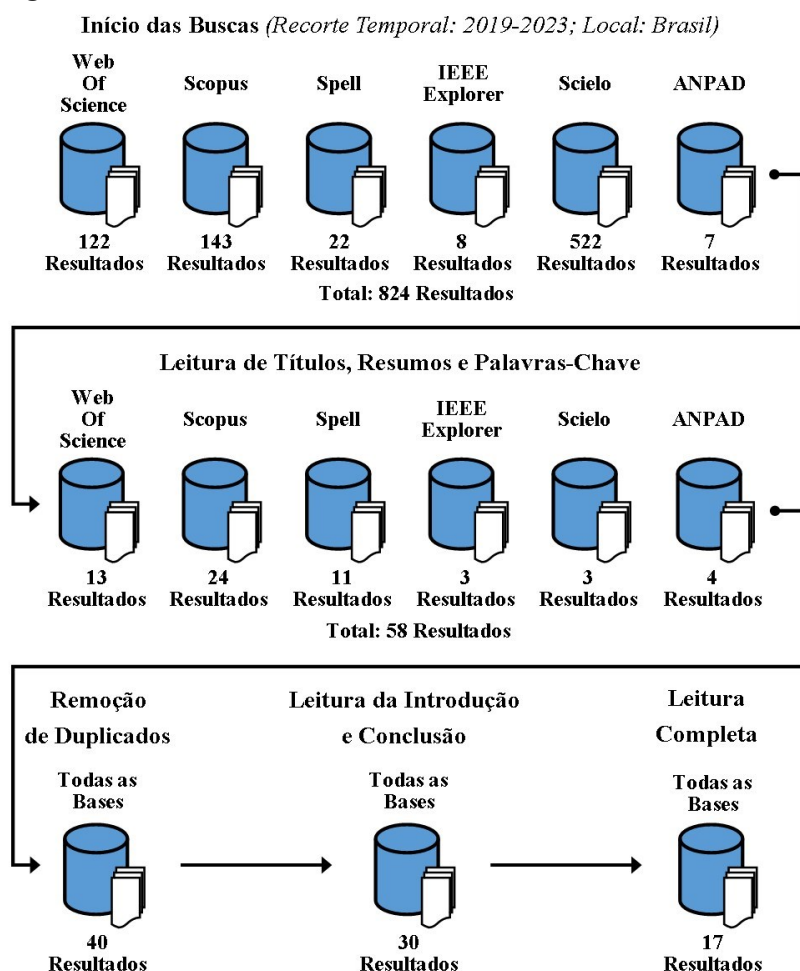 Início das Buscas (Recorte Temporal: 2019-2023; Local: Brasil)
Web
Of
Science
Scopus
Spell
IEEE
Explorer
Scielo
ANPAD
122
Resultados
143
Resultados
22
Resultados
8
Resultados
522
Resultados
7
Resultados
Total: 824 Resultados
Leitura de Títulos, Resumos e Palavras-Chave
Web
Of
Science
Scopus
Spell
IEEE
Explorer
Scielo
ANPAD
13
Resultados
24
Resultados
11
Resultados
3
Resultados
3
Resultados
4
Resultados
Total: 58 Resultados
Remoção
de Duplicados
Todas as
Bases
40
Resultados
Leitura da Introdução
e Conclusão
Todas as
Bases
30
Resultados
Leitura
Completa
Todas as
Bases
17
Resultados